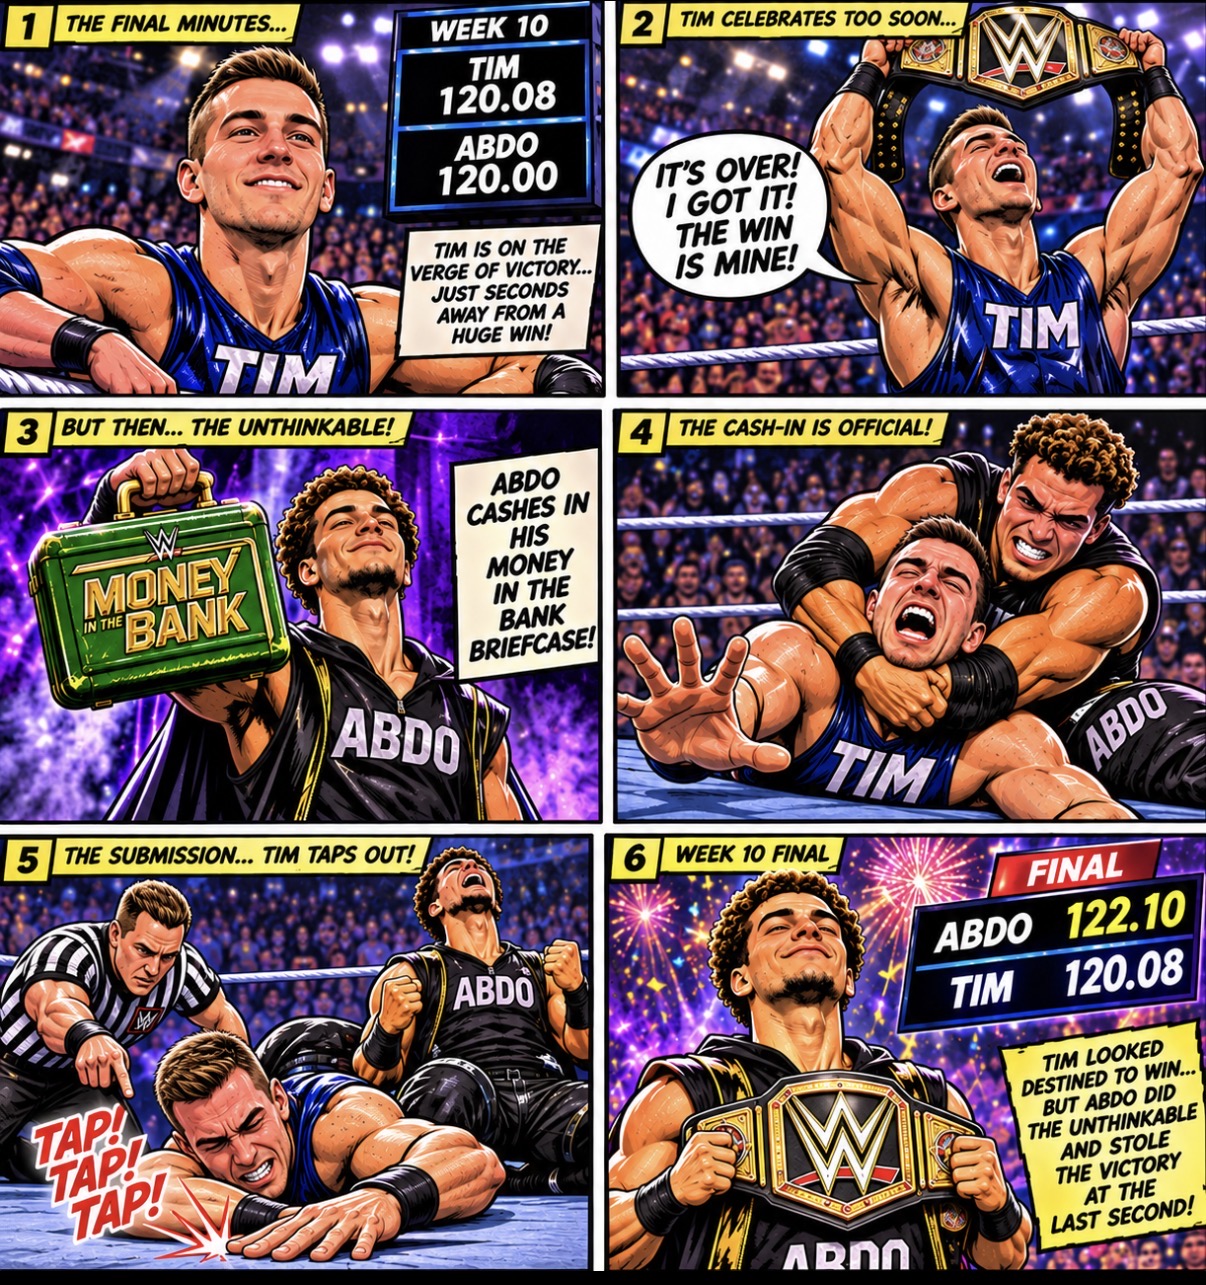 1 THE FINAL MINUTES...
WEEK 10
TIM
120.08
ABDO
120.00
TIM IS ON THE
VERGE OF VICTORY...
JUST SECONDS
AWAY FROM A
HUGE WIN!
TIM
2 TIM CELEBRATES TOO SOON...
W
IT'S OVER!
I GOT IT!
THE WIN
IS MINE!
TIM
3 BUT THEN... THE UNTHINKABLE!
W
MONEY
IN THE
BANK
ABDO
CASHES IN
HIS
MONEY
IN THE
BANK
BRIEFCASE!
ABDO
4 THE CASH-IN IS OFFICIAL!
TIM
ABDO
5 THE SUBMISSION... TIM TAPS OUT!
ABDO
W
TAP!
TAP!
TAP!
6 WEEK 10 FINAL
FINAL
ABDO 122.10
TIM 120.08
TIM LOOKED
DESTINED TO WIN...
BUT ABDO DID
THE UNTHINKABLE
AND STOLE
THE VICTORY
AT THE
LAST SECOND!
W
ABDO